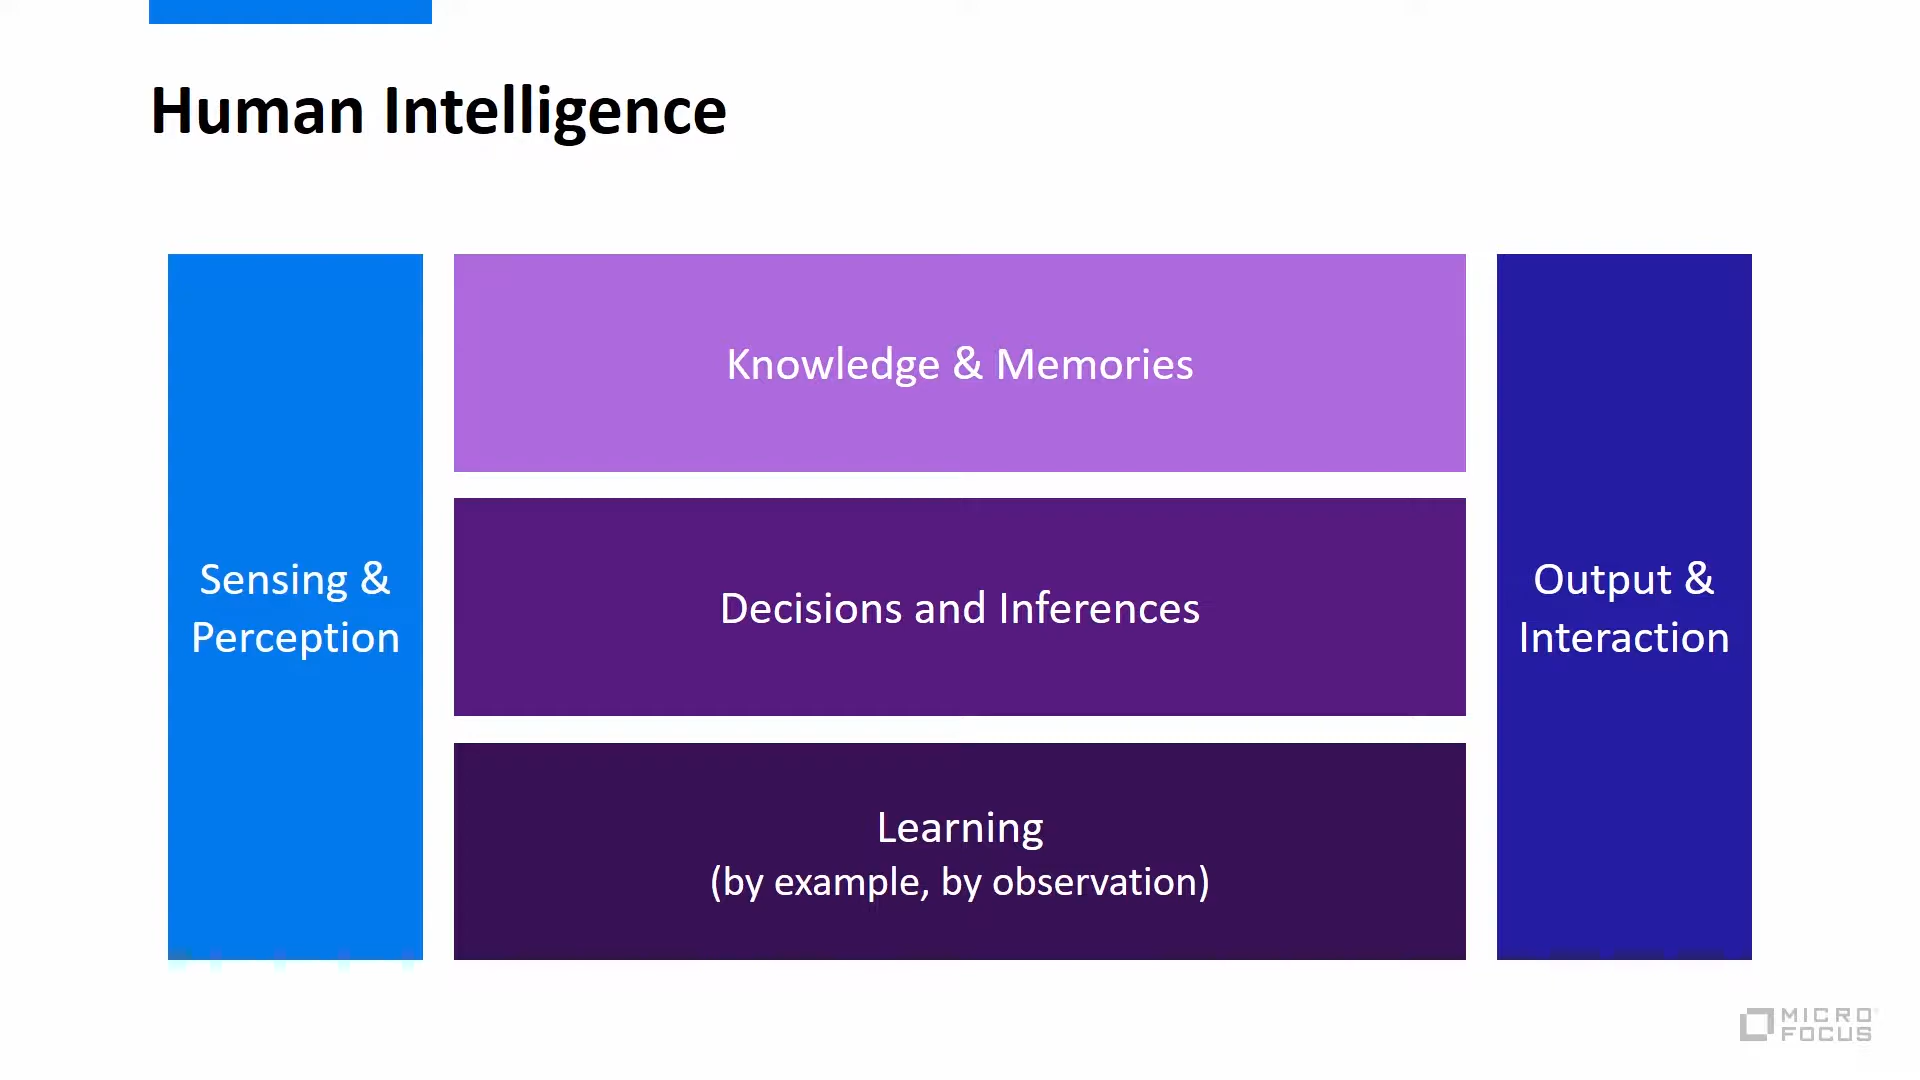 Human Intelligence
Sensing &
Perception
Knowledge & Memories
Decisions and Inferences
Learning
(by example, by observation)
Output &
Interaction
MICRO
FOCUS